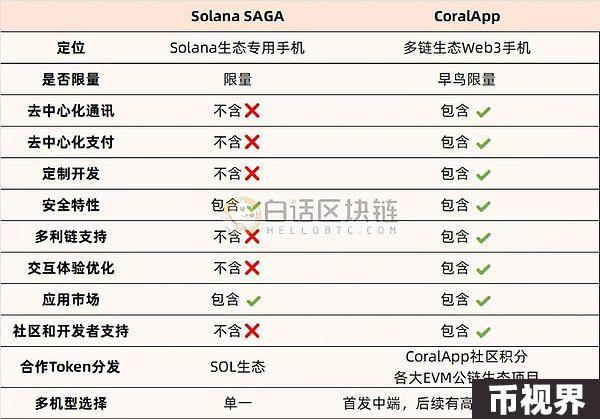 Solana SAGA CoralApp
定位 Solana生态专用手机 多链生态Web3手机
是否限量 限量 早鸟限量
去中心化通讯 不含❌ 包含✓
去中心化支付 不含❌ 包含✓
定制开发 不含❌ 包含✓
安全特性 包含✓ 包含✓
白话区块链
HELLOBTC.COM
多利链支持 不含❌ 包含✓
交互体验优化 不含❌ 包含✓
应用市场 包含✓ 包含✓
社区和开发者支持 不含❌ 包含✓
合作Token分发 SOL生态 CoralApp社区积分
各大EVM公链生态项目
多机型选择 单一 首发中端，后续有高
币视界